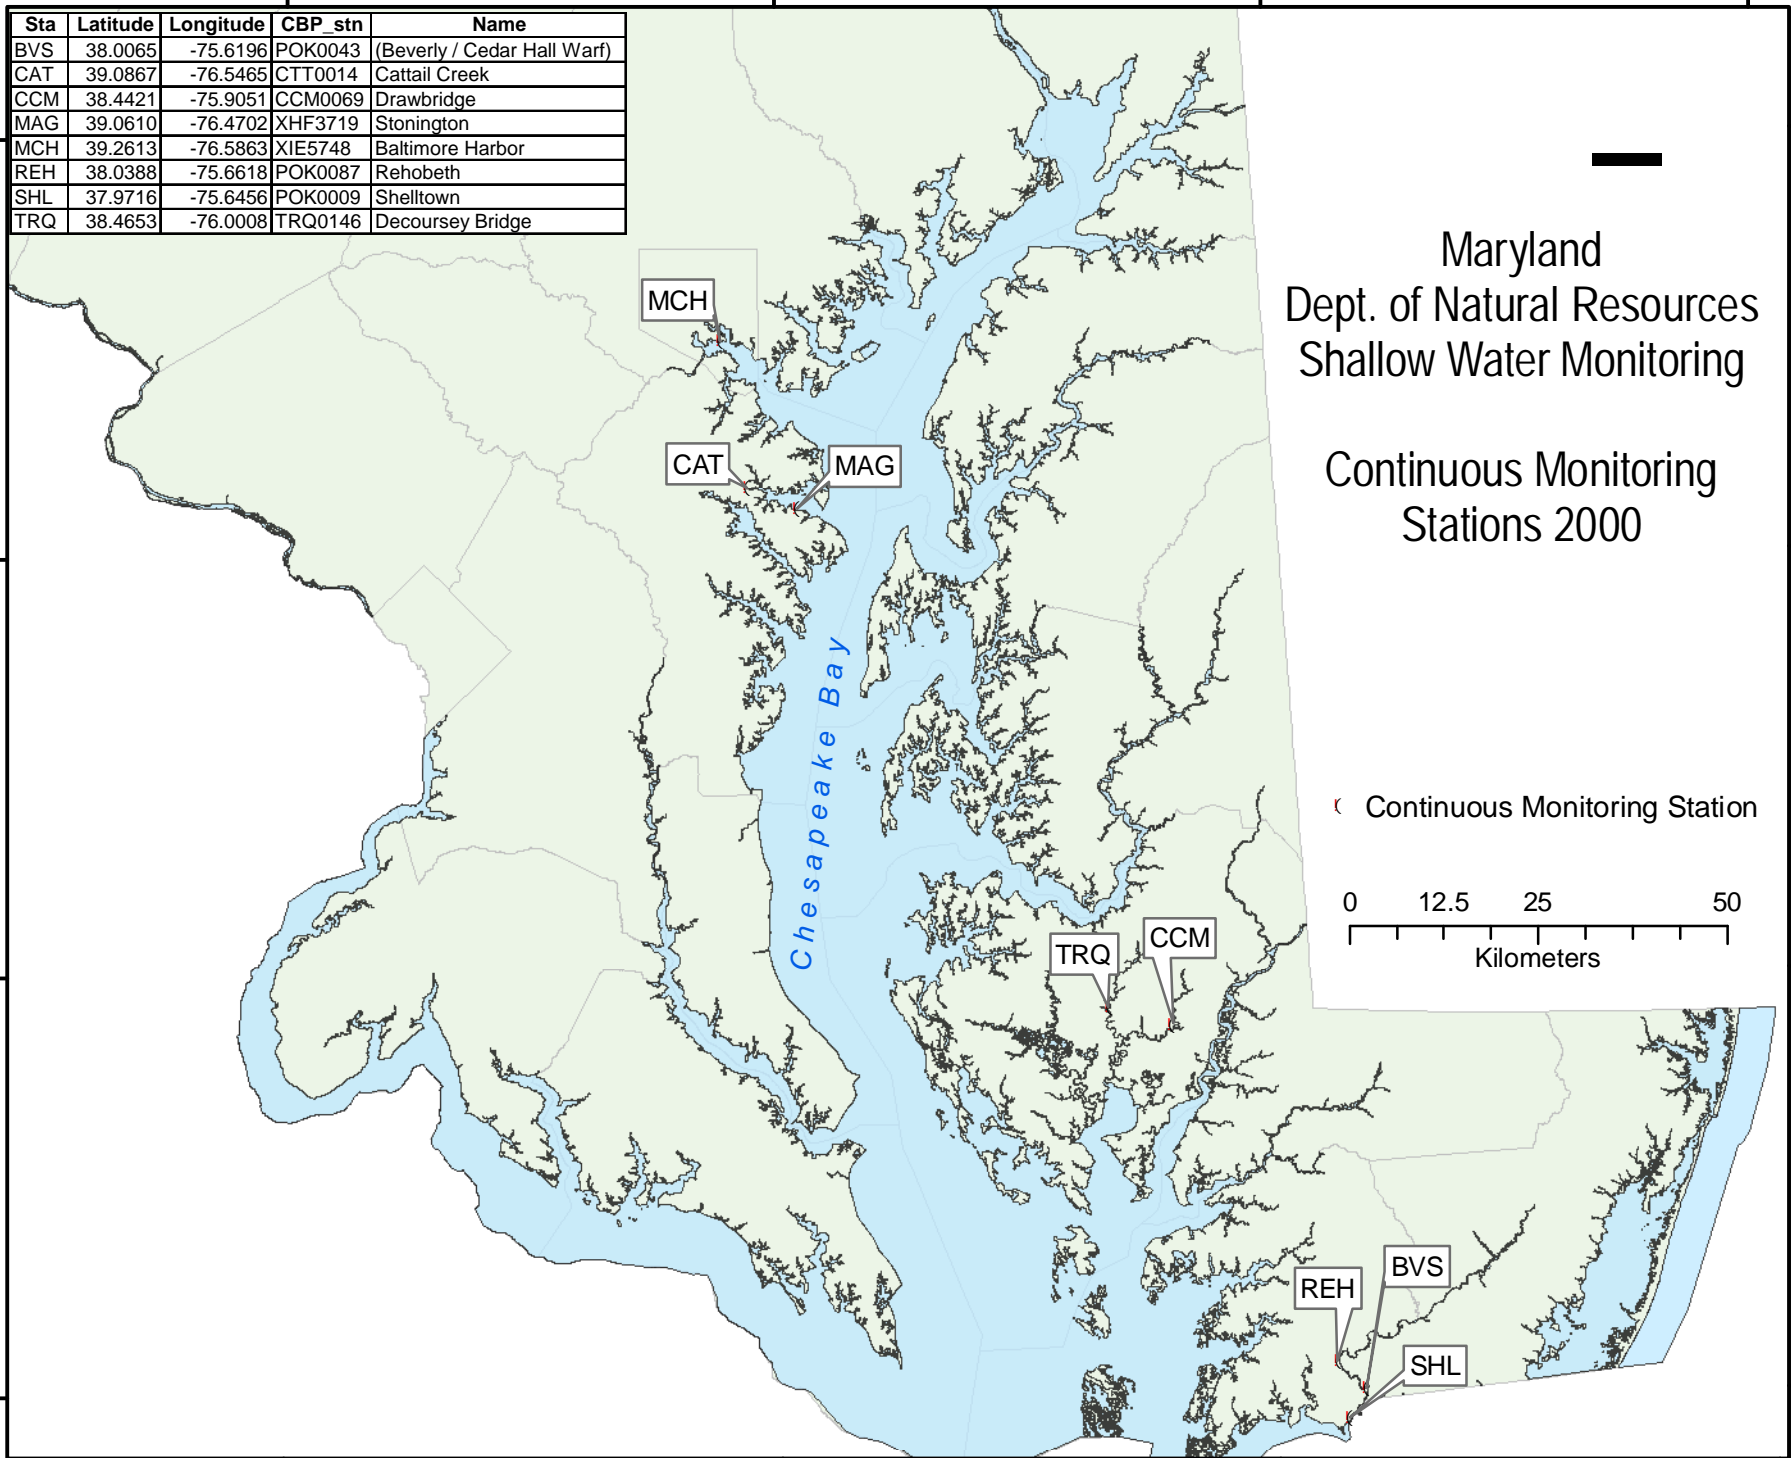 Sta Latitude Longitude CBP_stn Name
BVS 38.0065 -75.6196 POK0043 (Beverly / Cedar Hall Warf)
CAT 39.0867 -76.5465 CTT0014 Cattail Creek
CCM 38.4421 -75.9051 CCM0069 Drawbridge
MAG 39.0610 -76.4702 XHF3719 Stonington
MCH 39.2613 -76.5863 XIE5748 Baltimore Harbor
REH 38.0388 -75.6618 POK0087 Rehobeth
SHL 37.9716 -75.6456 POK0009 Shelltown
TRQ 38.4653 -76.0008 TRQ0146 Decoursey Bridge
Maryland
Dept. of Natural Resources
Shallow Water Monitoring
Continuous Monitoring
Stations 2000
MCH
CAT
MAG
Chesapeake Bay
Continuous Monitoring Station
0 12.5 25 50
Kilometers
TRQ
CCM
BVS
REH
SHL